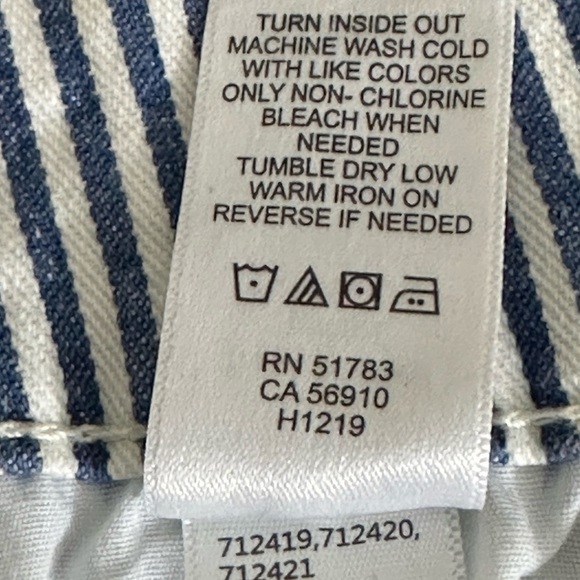 TURN INSIDE OUT
MACHINE WASH COLD
WITH LIKE COLORS
ONLY NON- CHLORINE
BLEACH WHEN
NEEDED
TUMBLE DRY LOW
WARM IRON ON
REVERSE IF NEEDED
RN 51783
CA 56910
H1219
712419,712420,
712421